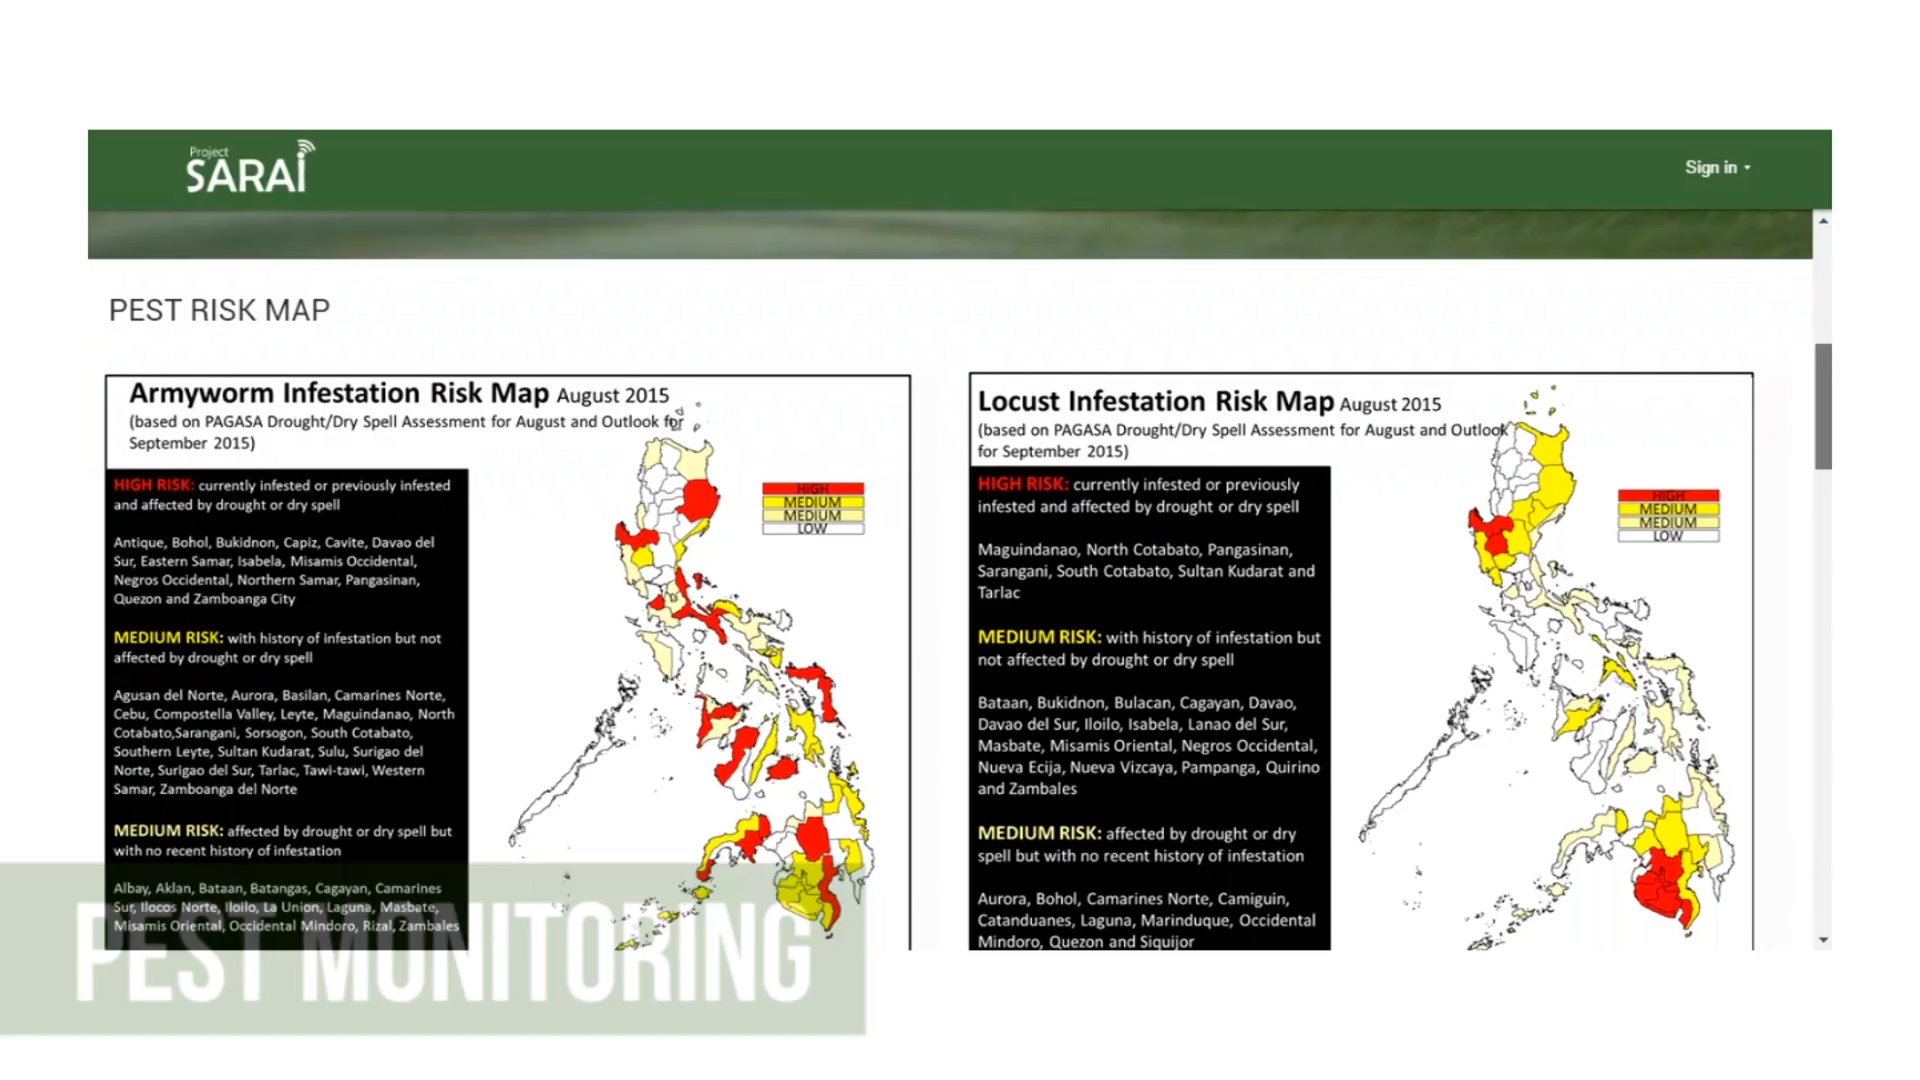 Project
SARAI
Sign in
PEST RISK MAP
Armyworm Infestation Risk Map August 2015
(based on PAGASA Drought/Dry Spell Assessment for August and Outlook for
September 2015)
HIGH RISK: currently infested or previously infested
and affected by drought or dry spell
Antique, Bohol, Bukidnon, Capiz, Cavite, Davao del
Sur, Eastern Samar, Isabela, Misamis Occidental,
Negros Occidental, Northern Samar, Pangasinan,
Quezon and Zamboanga City
MEDIUM RISK: with history of infestation but not
affected by drought or dry spell
Agusan del Norte, Aurora, Basilan, Camarines Norte,
Cebu, Compostella Valley, Leyte, Maguindanao, North
Cotabato,Sarangani, Sorsogon, South Cotabato,
Southern Leyte, Sultan Kudarat, Sulu, Surigao del
Norte, Surigao del Sur, Tarlac, Tawi-tawi, Western
Samar, Zamboanga del Norte
MEDIUM RISK: affected by drought or dry spell but
with no recent history of infestation
Albay, Aklan, Bataan, Batangas, Cagayan, Camarines
Sur, Ilocos Norte, Iloilo, La Union, Laguna, Masbate,
Misamis Oriental, Occidental Mindoro, Rizal, Zambales
HIGH
MEDIUM
MEDIUM
LOW
Locust Infestation Risk Map August 2015
(based on PAGASA Drought/Dry Spell Assessment for August and Outlook
for September 2015)
HIGH RISK: currently infested or previously
infested and affected by drought or dry spell
Maguindanao, North Cotabato, Pangasinan,
Sarangani, South Cotabato, Sultan Kudarat and
Tarlac
MEDIUM RISK: with history of infestation but
not affected by drought or dry spell
Bataan, Bukidnon, Bulacan, Cagayan, Davao,
Davao del Sur, Iloilo, Isabela, Lanao del Sur,
Masbate, Misamis Oriental, Negros Occidental,
Nueva Ecija, Nueva Vizcaya, Pampanga, Quirino
and Zambales
MEDIUM RISK: affected by drought or dry
spell but with no recent history of infestation
Aurora, Bohol, Camarines Norte, Camiguin,
Catanduanes, Laguna, Marinduque, Occidental
Mindoro, Quezon and Siquijor
HIGH
MEDIUM
MEDIUM
LOW
PEST MONITORING